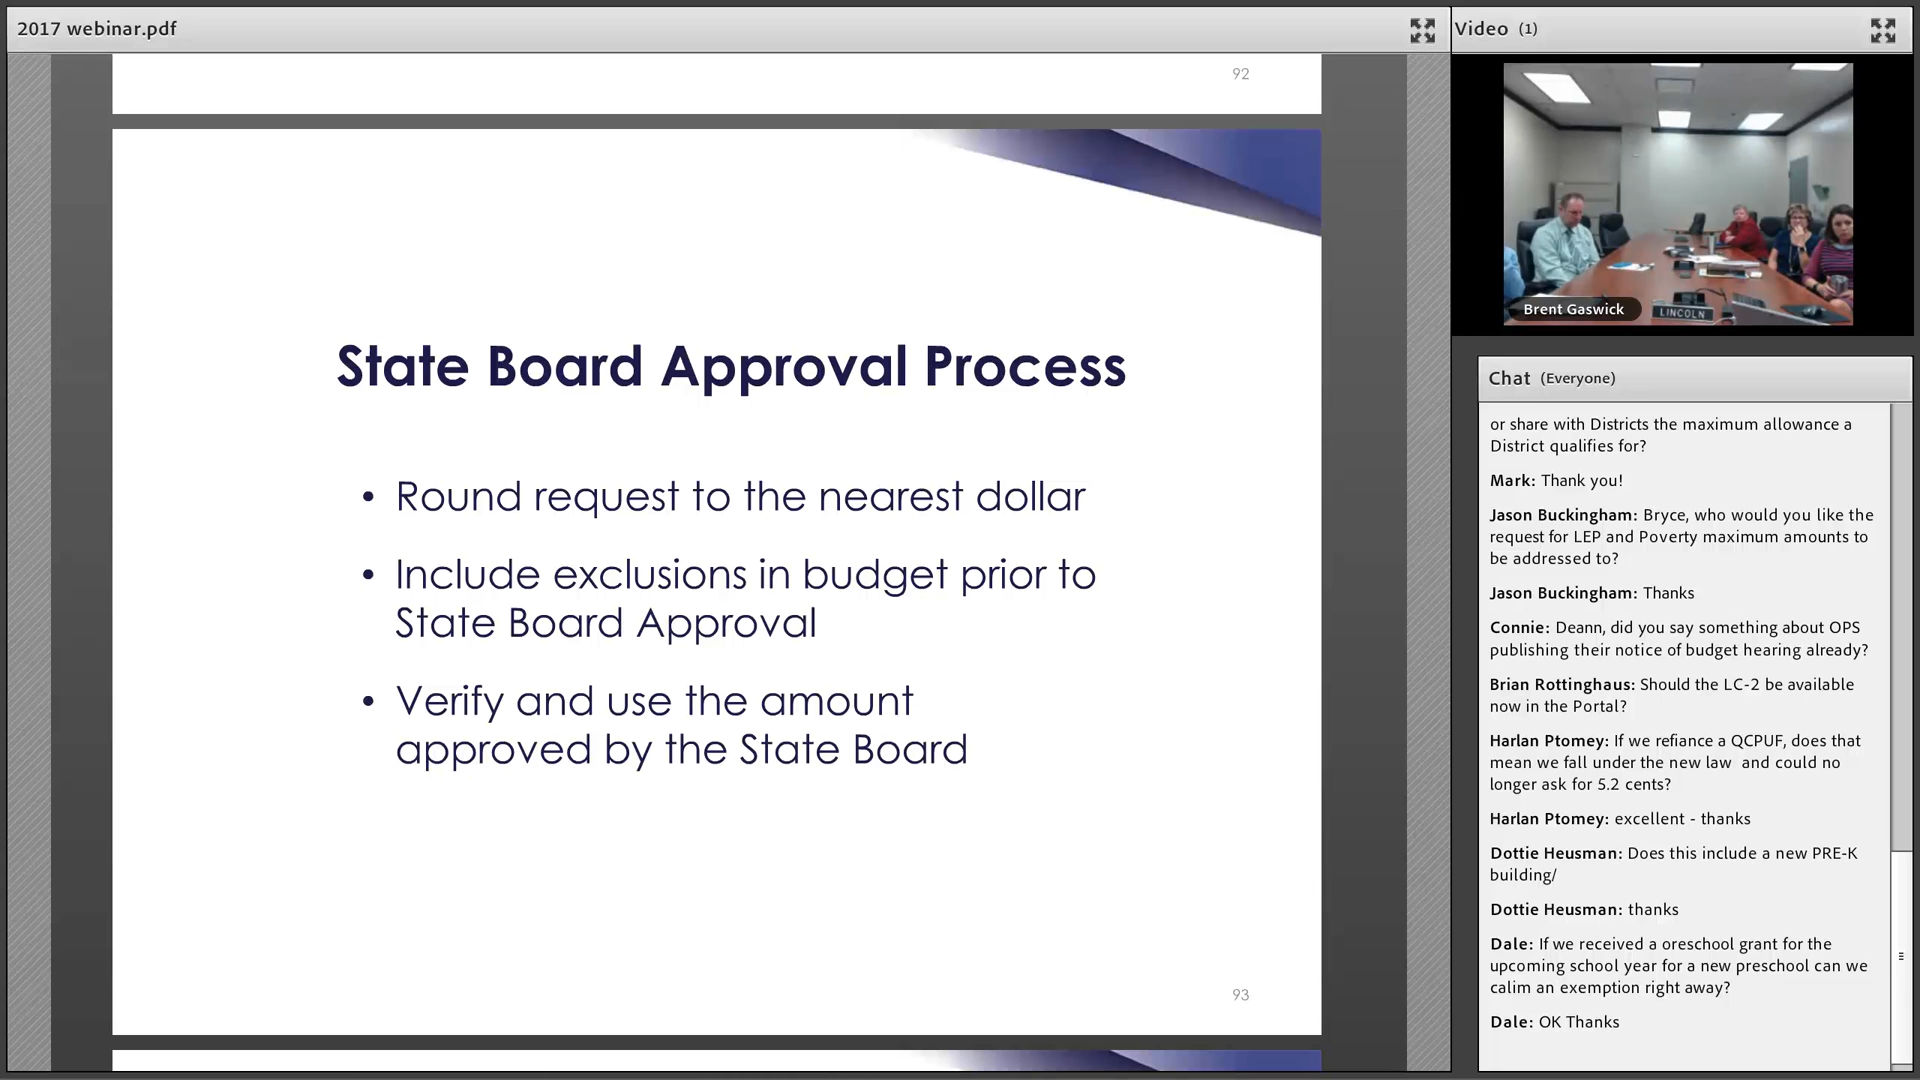 2017 webinar.pdf
92
State Board Approval Process
• Round request to the nearest dollar
• Include exclusions in budget prior to
State Board Approval
• Verify and use the amount
approved by the State Board
93
Video (1)
Brent Gaswick
LINCOLN
Chat (Everyone)
or share with Districts the maximum allowance a
District qualifies for?
Mark: Thank you!
Jason Buckingham: Bryce, who would you like the
request for LEP and Poverty maximum amounts to
be addressed to?
Jason Buckingham: Thanks
Connie: Deann, did you say something about OPS
publishing their notice of budget hearing already?
Brian Rottinghaus: Should the LC-2 be available
now in the Portal?
Harlan Ptomey: If we refiance a QCPUF, does that
mean we fall under the new law and could no
longer ask for 5.2 cents?
Harlan Ptomey: excellent - thanks
Dottie Heusman: Does this include a new PRE-K
building/
Dottie Heusman: thanks
Dale: If we received a oreschool grant for the
upcoming school year for a new preschool can we
calim an exemption right away?
Dale: OK Thanks